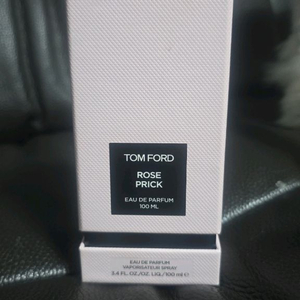 TOM FORD
ROSE
PRICK
EAU DE PARFUM
100 ML
EAU DE PARFUM
VAPORISATEUR SPRAY
3.4 FL. OZ./OZ. LIQ./100 ml ℮